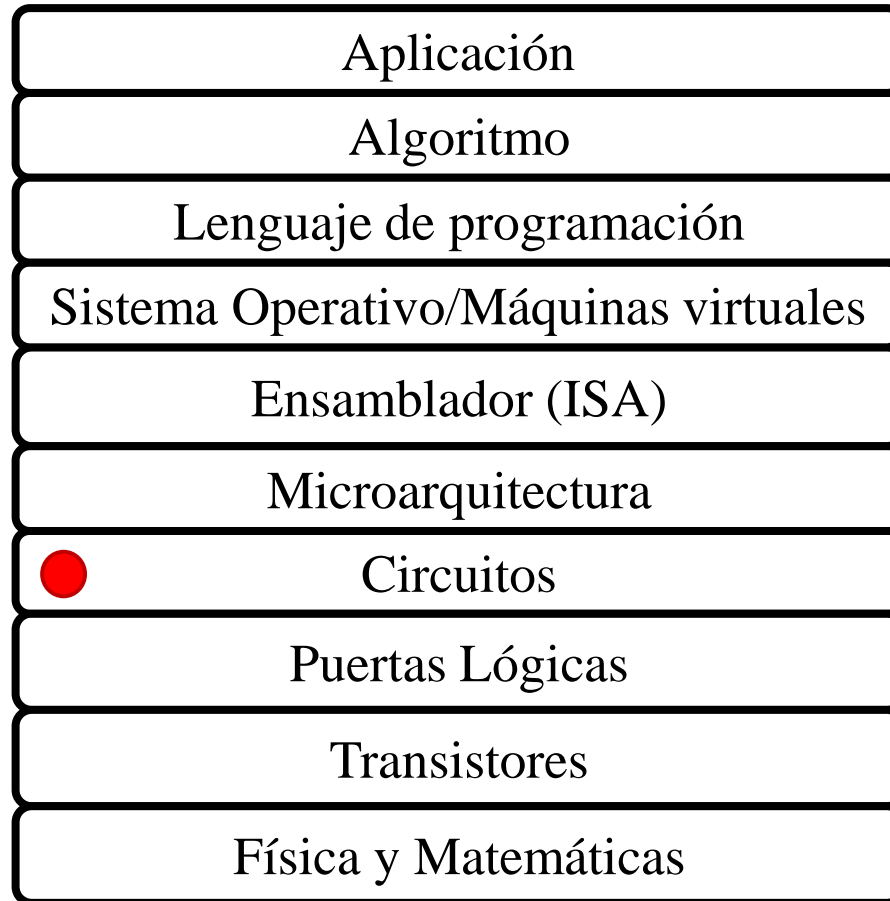 Aplicación
Algoritmo
Lenguaje de programación
Sistema Operativo/Máquinas virtuales
Ensamblador (ISA)
Microarquitectura
Circuitos
Puertas Lógicas
Transistores
Física y Matemáticas